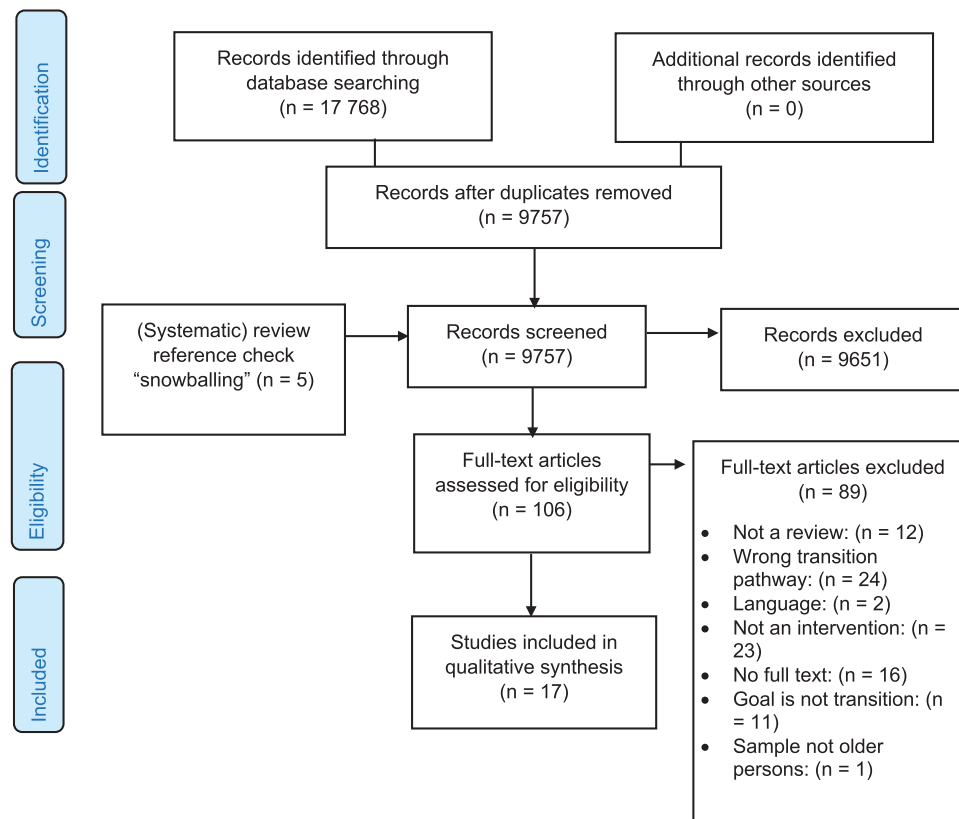 Identification
Records identified through
database searching
(n = 17 768)
Additional records identified
through other sources
(n = 0)
Records after duplicates removed
(n = 9757)
Screening
(Systematic) review
reference check
“snowballing” (n = 5)
Records screened
(n = 9757)
Records excluded
(n = 9651)
Eligibility
Full-text articles
assessed for eligibility
(n = 106)
Full-text articles excluded
(n = 89)
• Not a review: (n = 12)
• Wrong transition
pathway: (n = 24)
• Language: (n = 2)
• Not an intervention: (n =
23)
• No full text: (n = 16)
• Goal is not transition: (n
= 11)
• Sample not older
persons: (n = 1)
Included
Studies included in
qualitative synthesis
(n = 17)